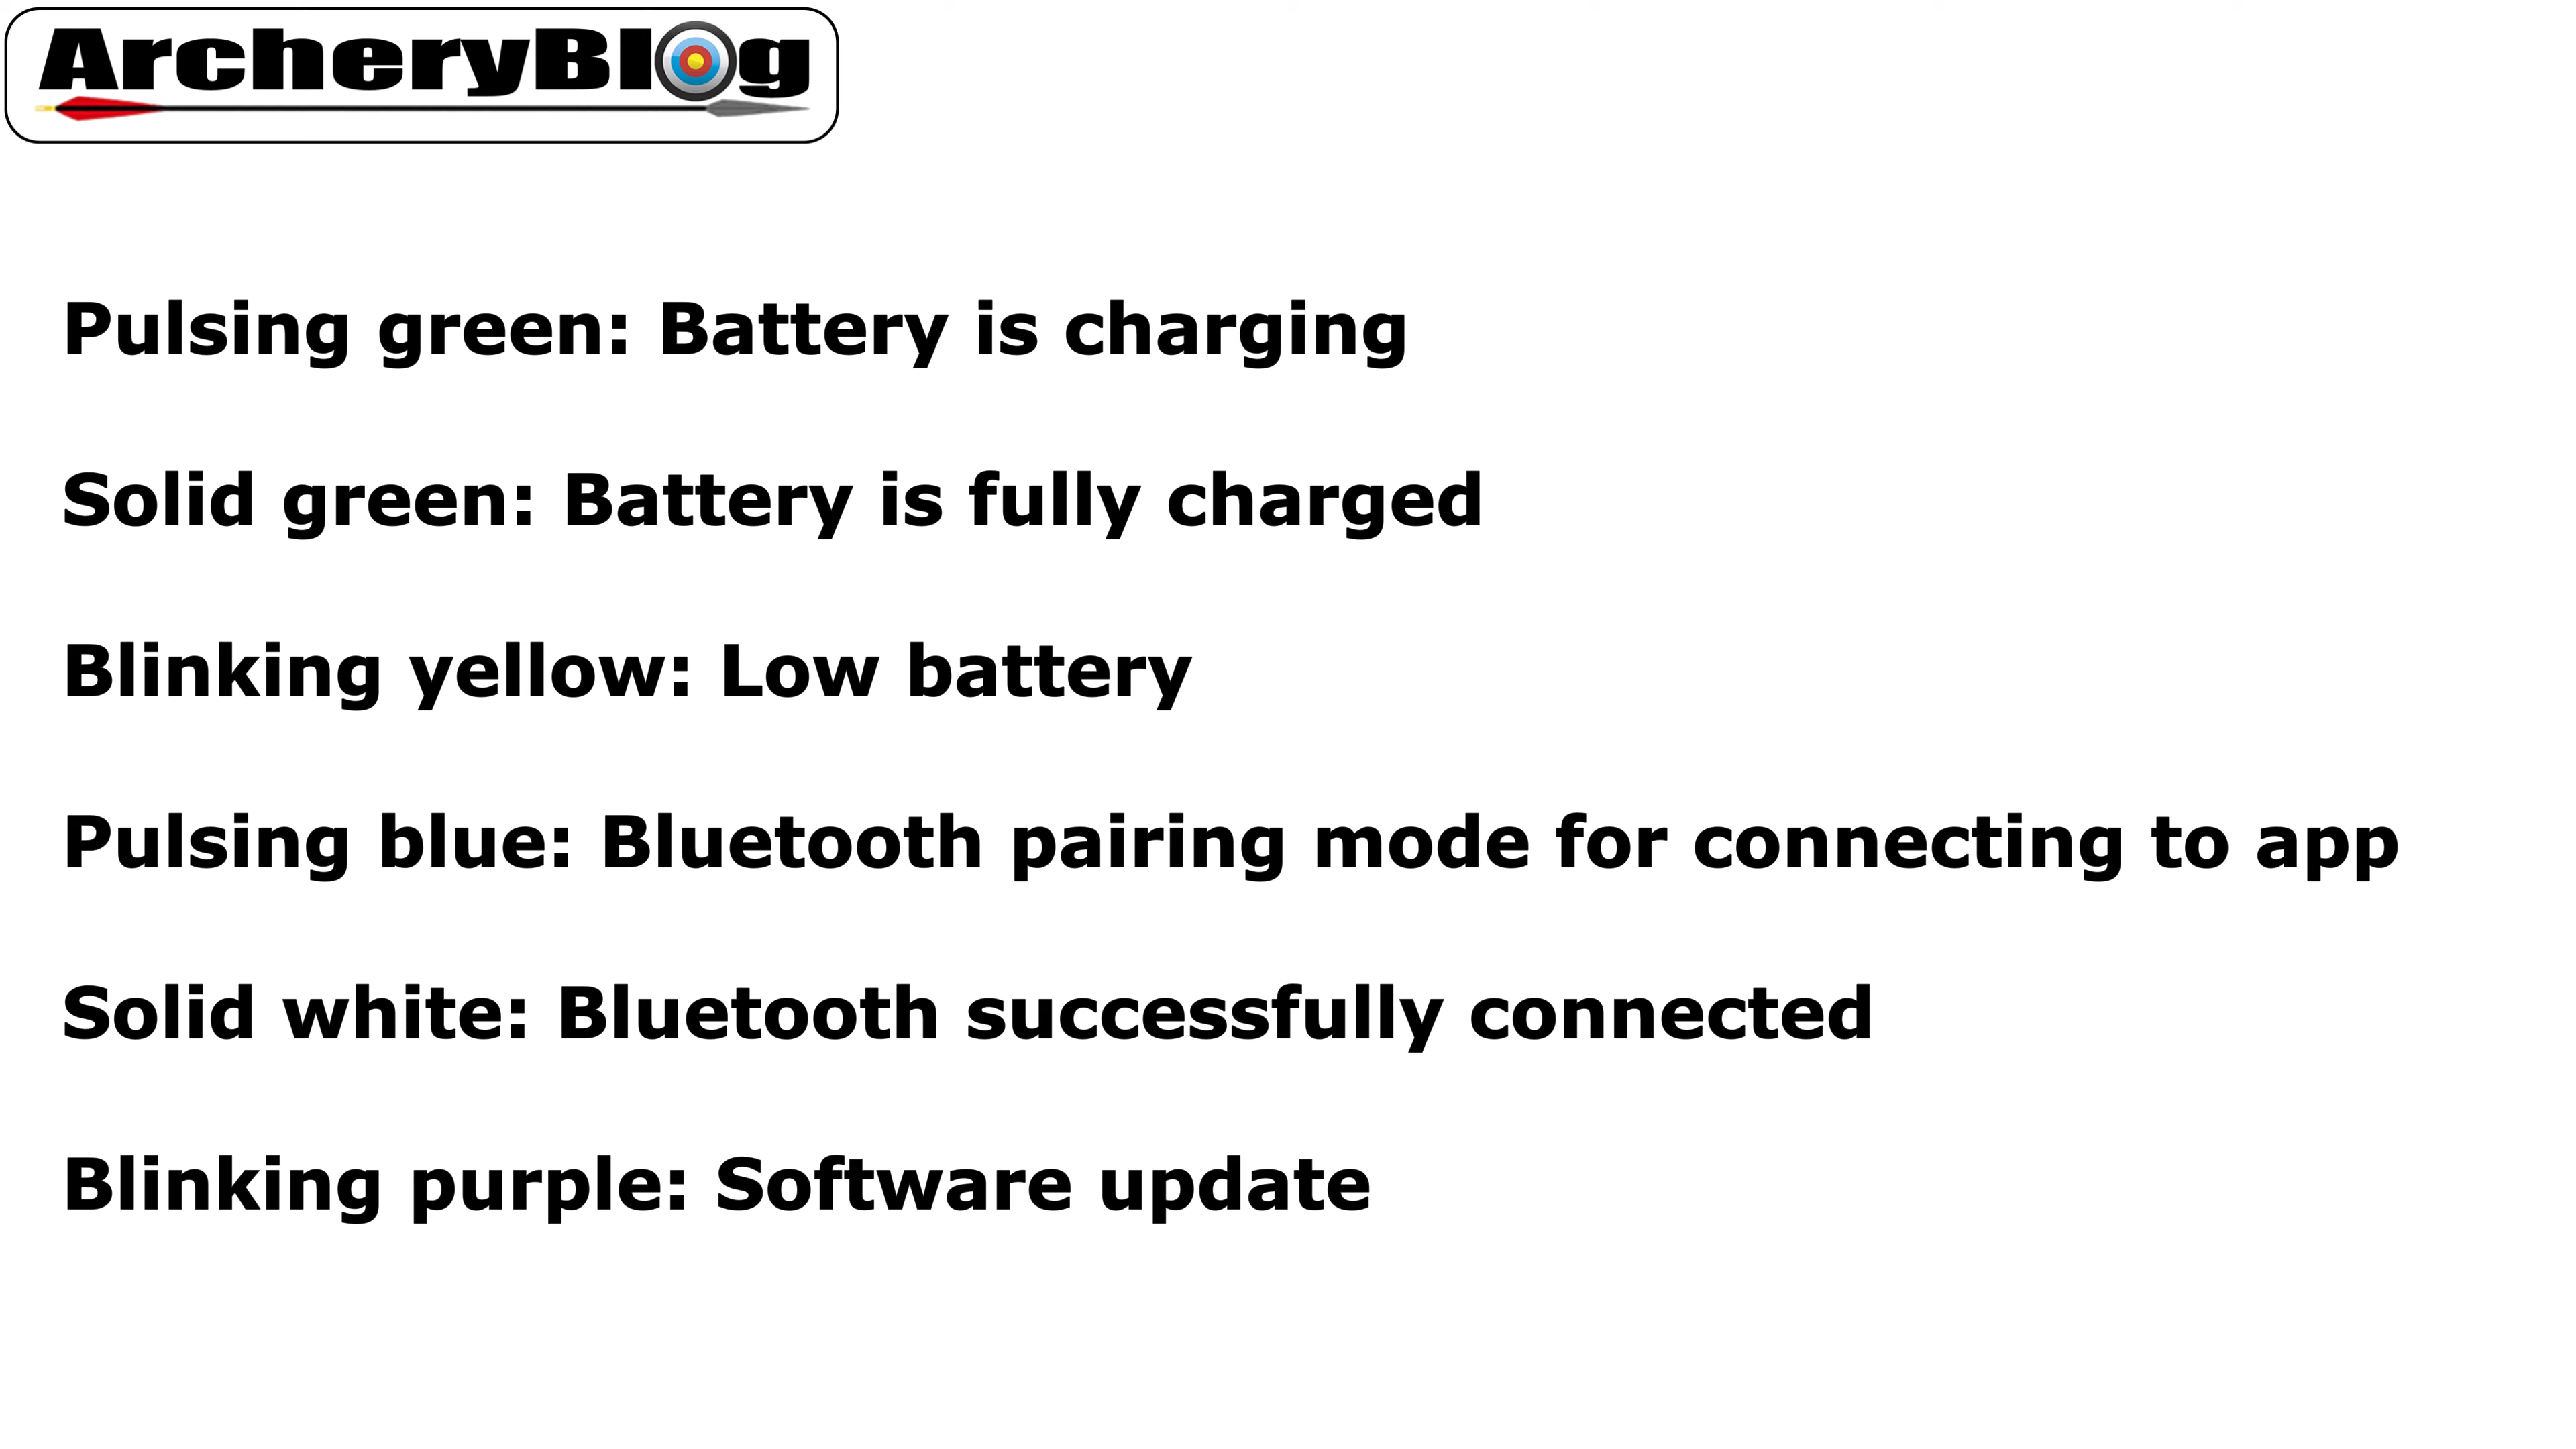 ArcheryBlog
Pulsing green: Battery is charging
Solid green: Battery is fully charged
Blinking yellow: Low battery
Pulsing blue: Bluetooth pairing mode for connecting to app
Solid white: Bluetooth successfully connected
Blinking purple: Software update